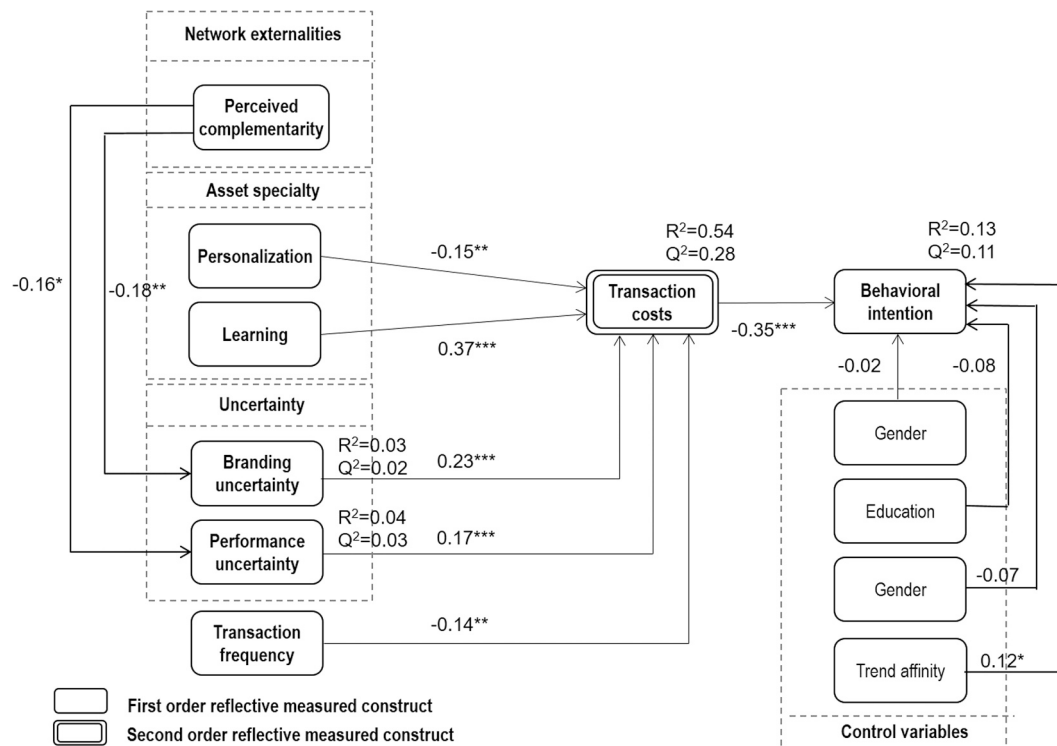 Network externalities
Perceived
complementarity
Asset specialty
Personalization
Learning
-0.16*
-0.18**
-0.15**
0.37***
R²=0.54
Q²=0.28
Transaction
costs
-0.35***
R²=0.13
Q²=0.11
Behavioral
intention
Uncertainty
Branding
uncertainty
R²=0.03
Q²=0.02
0.23***
Performance
uncertainty
R²=0.04
Q²=0.03
0.17***
Transaction
frequency
-0.14**
-0.02
-0.08
Gender
Education
Gender
-0.07
Trend affinity
0.12*
Control variables
First order reflective measured construct
Second order reflective measured construct